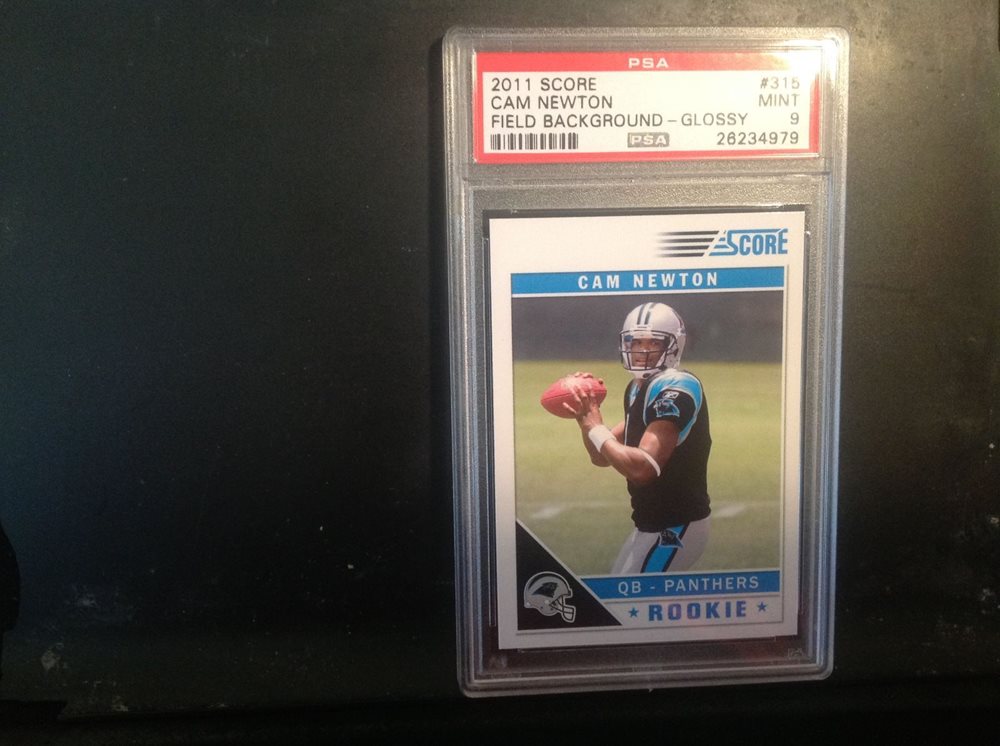 PSA
2011 SCORE #315
CAM NEWTON MINT
FIELD BACKGROUND - GLOSSY 9
PSA 26234979
SCORE
CAM NEWTON
QB - PANTHERS
ROOKIE